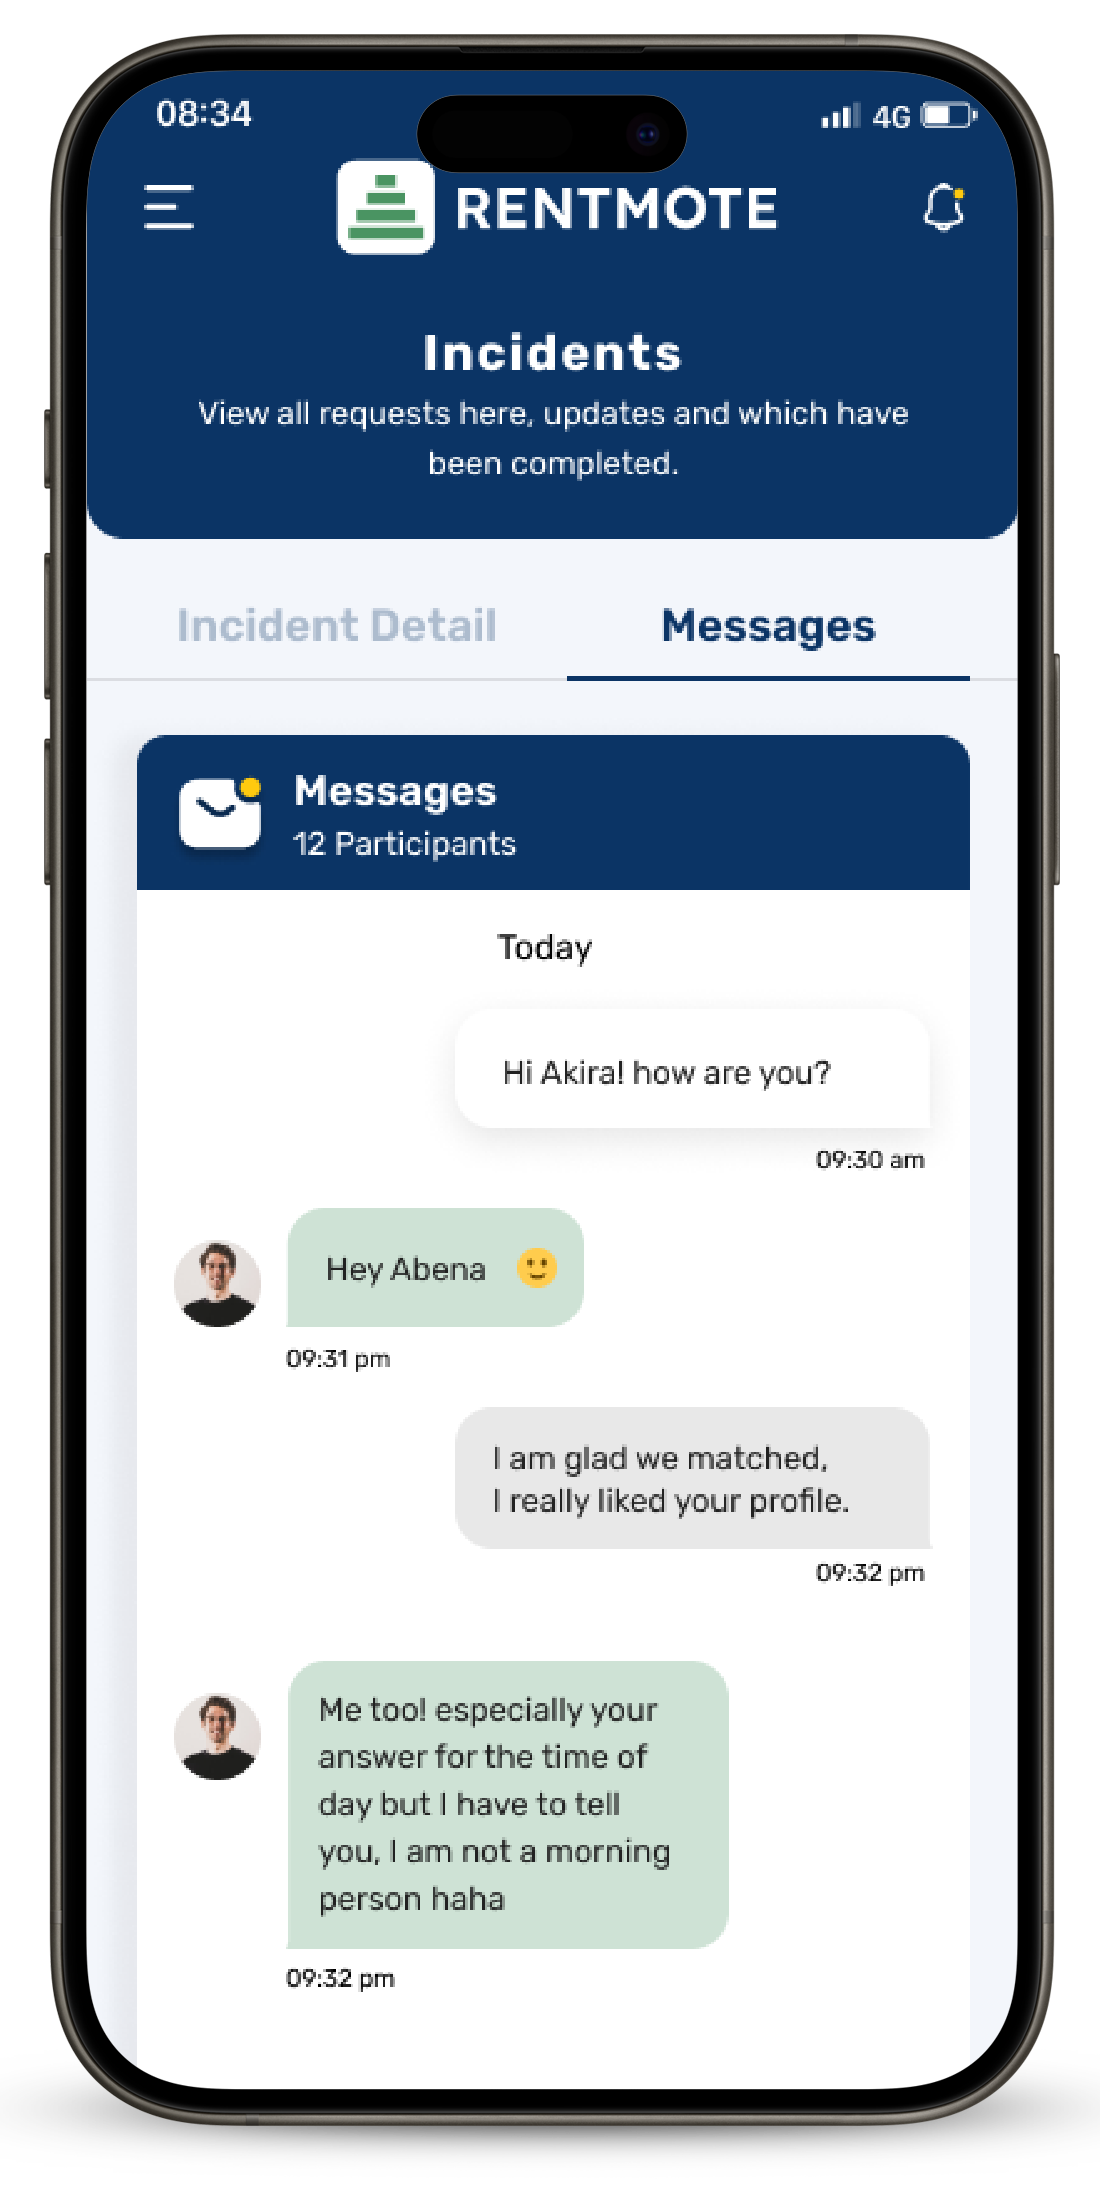 08:34
4G
RENTMOTE
Incidents
View all requests here, updates and which have
been completed.
Incident Detail
Messages
Messages
12 Participants
Today
Hi Akira! how are you?
09:30 am
Hey Abena 🙂
09:31 pm
I am glad we matched,
I really liked your profile.
09:32 pm
Me too! especially your
answer for the time of
day but I have to tell
you, I am not a morning
person haha
09:32 pm